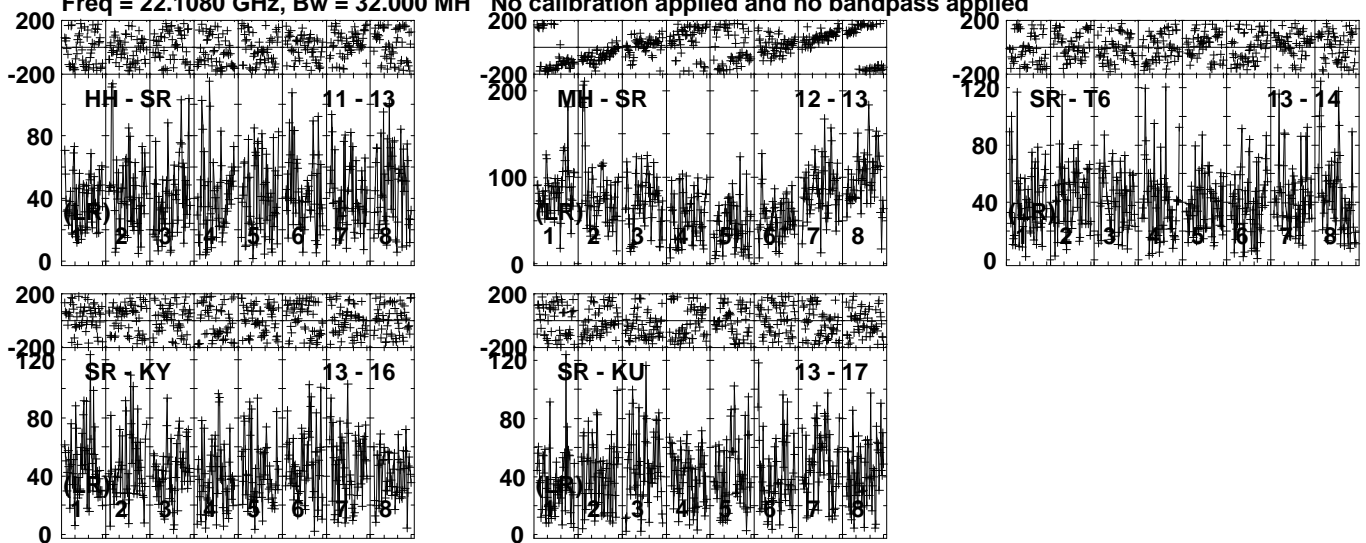 Freq = 22.1080 GHz, Bw = 32.000 MH No calibration applied and no bandpass applied
200
-200
HH - SR 11 - 13
80
40
0
(LR)
1 2 3 4 5 6 7 8
200
-200
200
MH - SR 12 - 13
100
0
(LR)
1 2 3 4 5 6 7 8
200
-200
120
SR - T6 13 - 14
80
40
0
(LR)
1 2 3 4 5 6 7 8
200
-200
120
SR - KY 13 - 16
80
40
0
(LR)
1 2 3 4 5 6 7 8
200
-200
120
SR - KU 13 - 17
80
40
0
(LR)
1 2 3 4 5 6 7 8